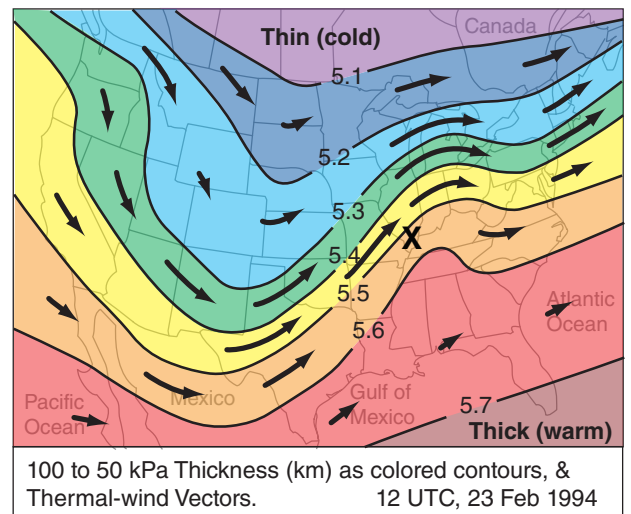 Canada
Thin (cold)
5.1
5.2
5.3
5.4
X
5.5
5.6
Atlantic
Ocean
Pacific
Ocean
Mexico
Gulf of
Mexico
5.7
Thick (warm)
100 to 50 kPa Thickness (km) as colored contours, &
Thermal-wind Vectors. 12 UTC, 23 Feb 1994